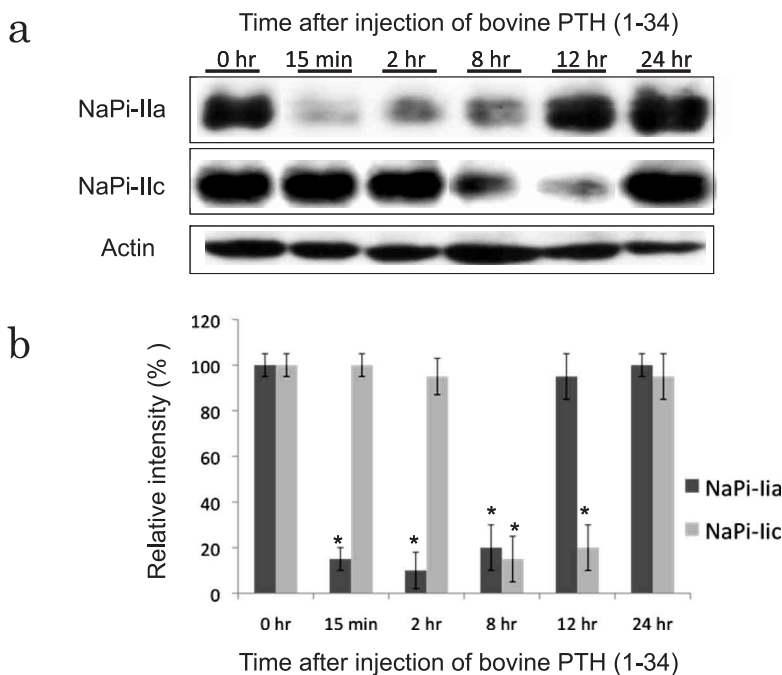 a
Time after injection of bovine PTH (1-34)
0 hr 15 min 2 hr 8 hr 12 hr 24 hr
NaPi-IIa
NaPi-IIc
Actin
b
120
100
80
60
40
20
0
Relative intensity (%)
* * * * *
NaPi-Iia
NaPi-Iic
0 hr 15 min 2 hr 8 hr 12 hr 24 hr
Time after injection of bovine PTH (1-34)